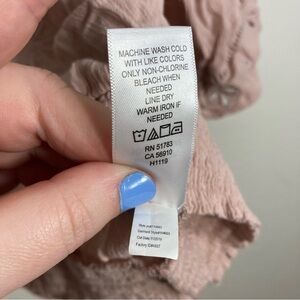 MACHINE WASH COLD
WITH LIKE COLORS
ONLY NON-CHLORINE
BLEACH WHEN
NEEDED
LINE DRY
WARM IRON IF
NEEDED
RN 51783
CA 56910
H1119